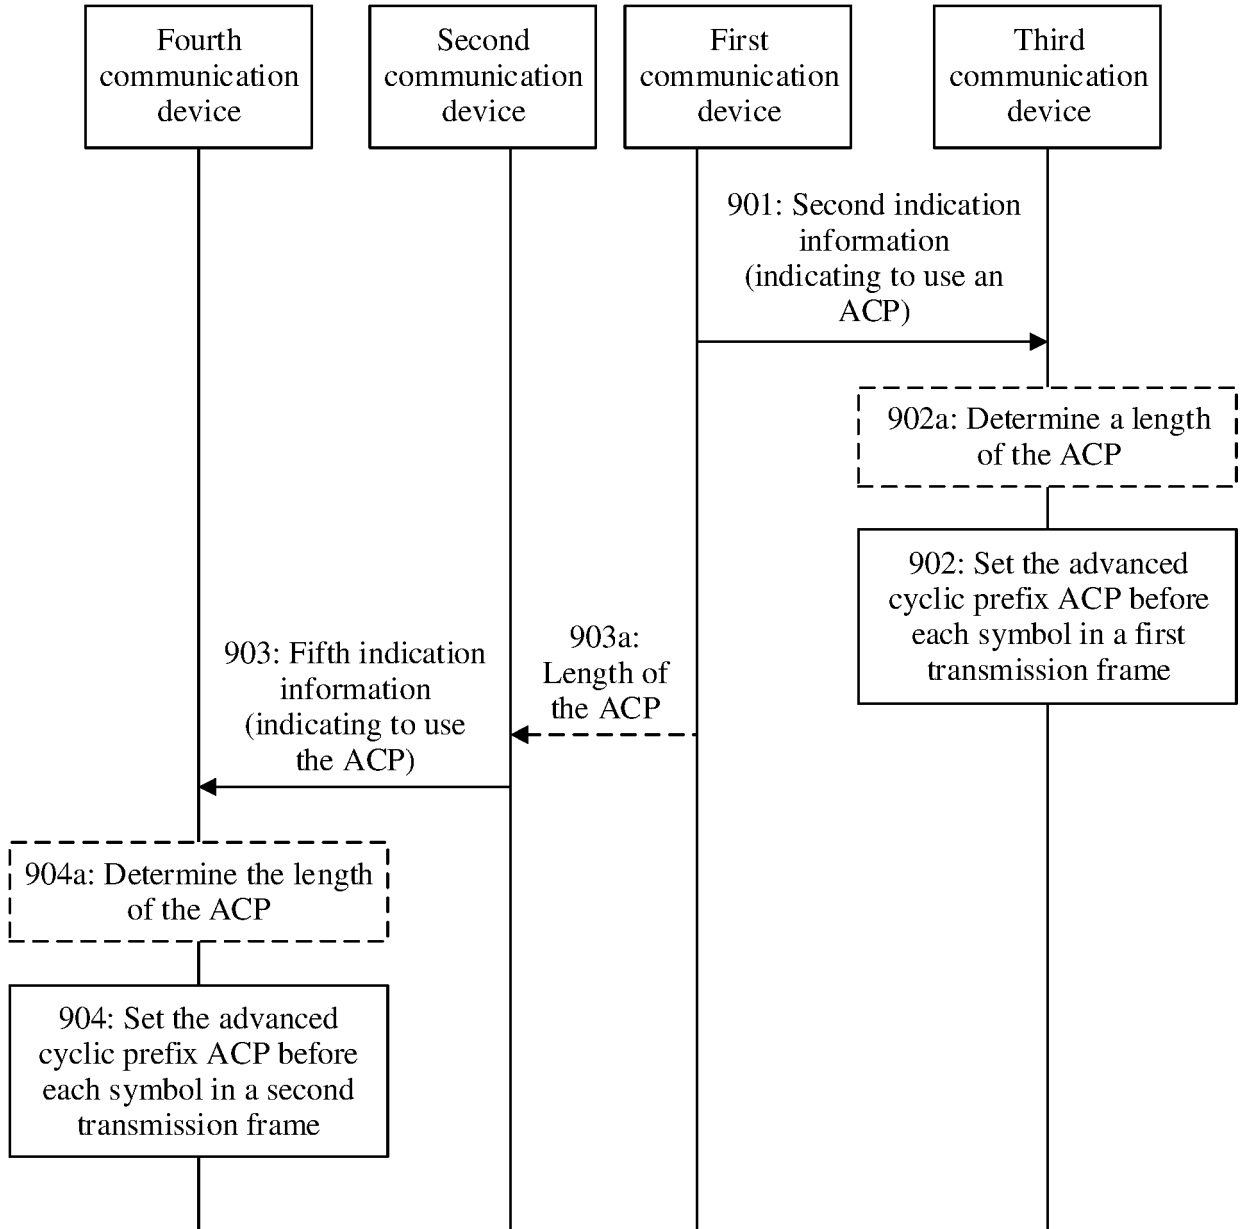 Fourth
communication
device
Second
communication
device
First
communication
device
Third
communication
device
901: Second indication
information
(indicating to use an
ACP)
902a: Determine a length
of the ACP
902: Set the advanced
cyclic prefix ACP before
each symbol in a first
transmission frame
903a:
Length of
the ACP
903: Fifth indication
information
(indicating to use
the ACP)
904a: Determine the length
of the ACP
904: Set the advanced
cyclic prefix ACP before
each symbol in a second
transmission frame